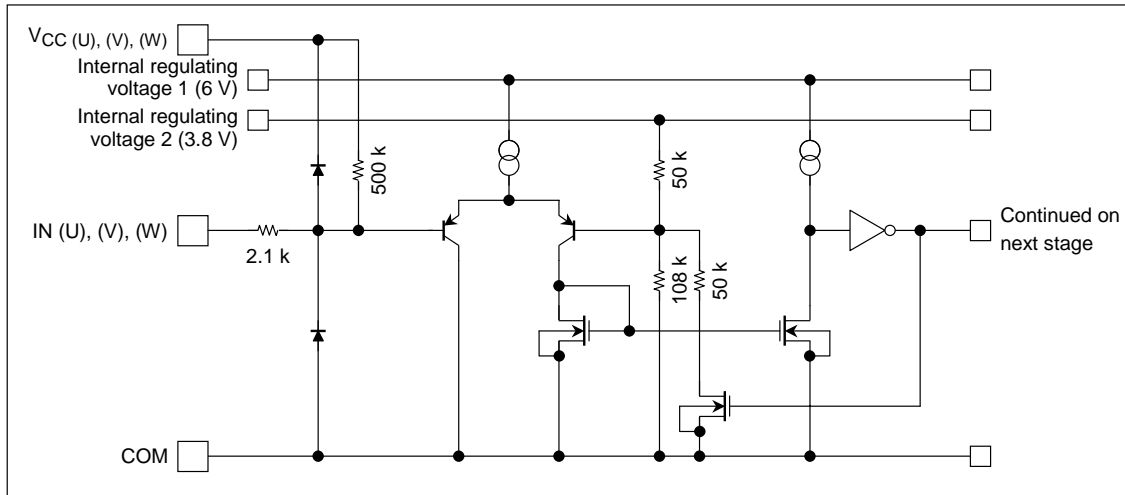 VCC (U), (V), (W)
Internal regulating
voltage 1 (6 V)
Internal regulating
voltage 2 (3.8 V)
500 k
50 k
IN (U), (V), (W)
2.1 k
108 k
50 k
Continued on
next stage
COM